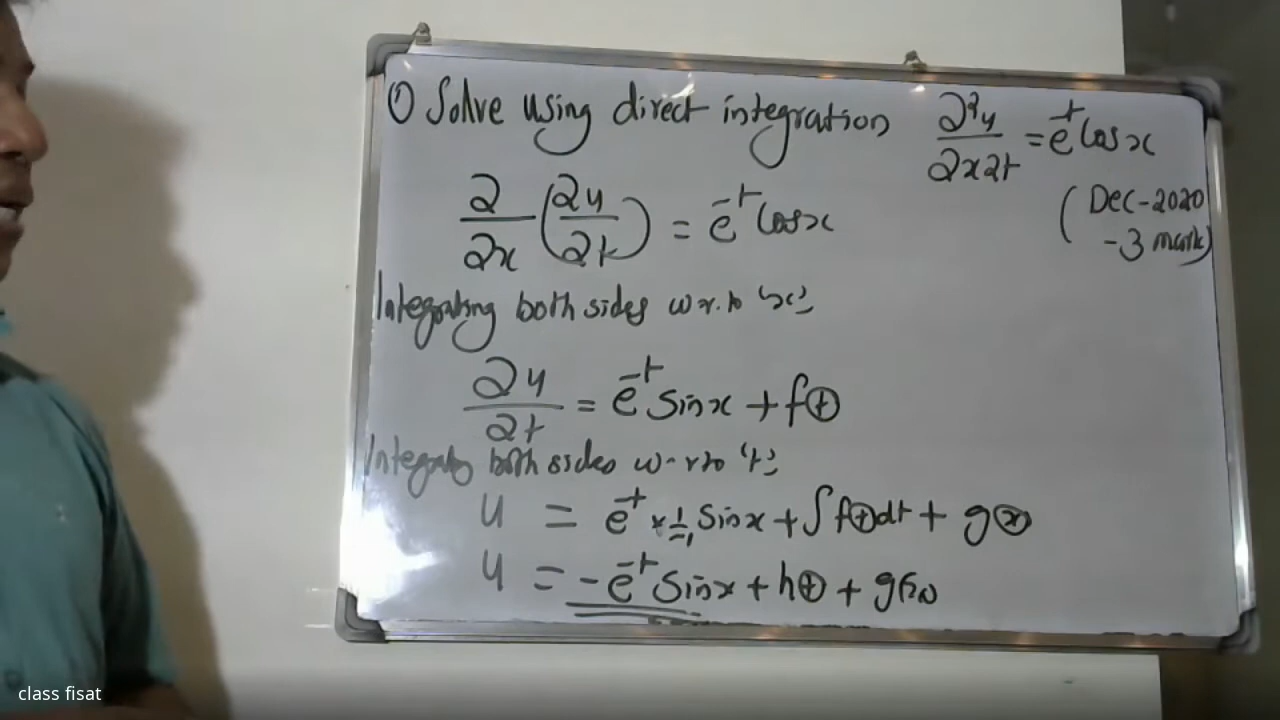 ① Solve using direct integration ∂²u/∂x∂t = e^-t Cos x
(Dec-2020
-3 mark)
∂/∂x (∂u/∂t) = e^-t Cos x
Integrating both sides w.r.to 'x',
∂u/∂t = e^-t Sin x + f(t)
Integrating both sides w.r.to 't',
u = e^-t × 1/-1 Sin x + ∫f(t)dt + g(x)
u = -e^-t Sin x + h(t) + g(x)
class fisat